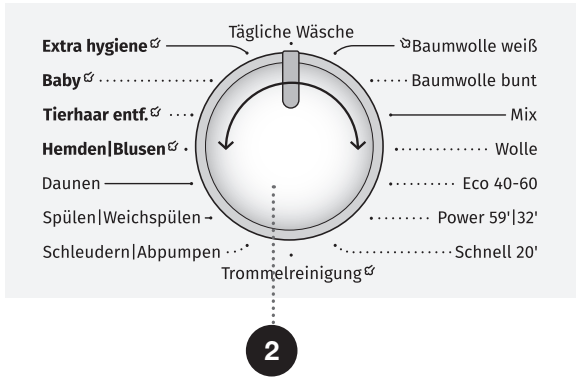 Tägliche Wäsche
Extra hygiene
Baby
Tierhaar entf.
Hemden|Blusen
Daunen
Spülen|Weichspülen
Schleudern|Abpumpen
Baumwolle weiß
Baumwolle bunt
Mix
Wolle
Eco 40-60
Power 59'|32'
Schnell 20'
Trommelreinigung
2